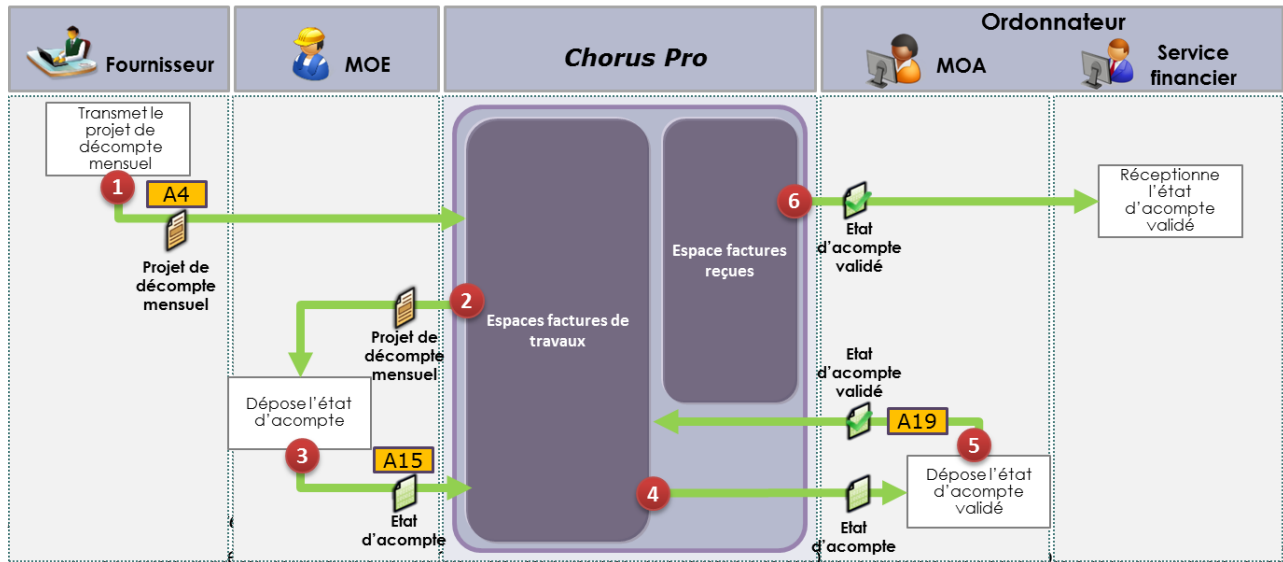 Fournisseur
MOE
Chorus Pro
Ordonnateur
MOA
Service
financier
Transmet le
projet de
décompte
mensuel
1
A4
Projet de
décompte
mensuel
2
Projet de
décompte
mensuel
Dépose l'état
d'acompte
3
A15
Etat
d'acompte
Espaces factures de
travaux
Espace factures
reçues
4
Etat
d'acompte
5
Dépose l'état
d'acompte
validé
A19
Etat
d'acompte
validé
6
Etat
d'acompte
validé
Réceptionne
l'état
d'acompte
validé